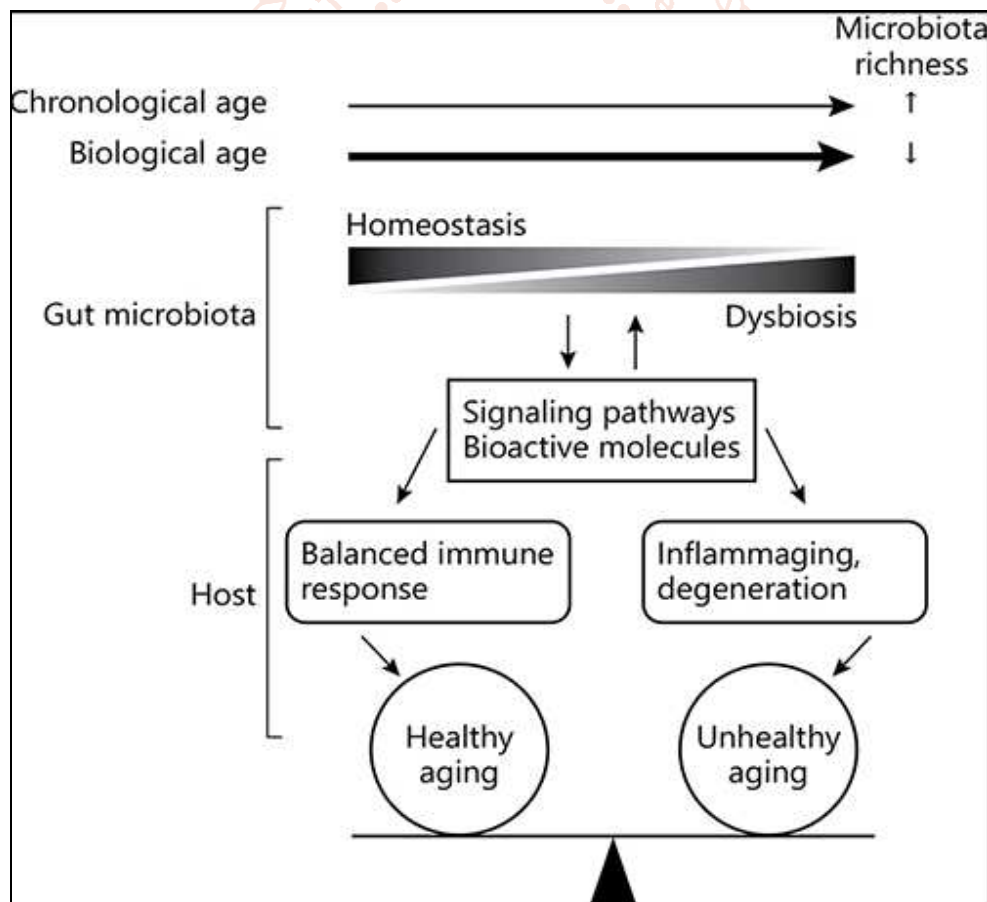 Microbiota
richness
Chronological age
↑
Biological age
↓
Homeostasis
Gut microbiota
Dysbiosis
Signaling pathways
Bioactive molecules
Balanced immune
response
Inflammaging,
degeneration
Host
Healthy
aging
Unhealthy
aging